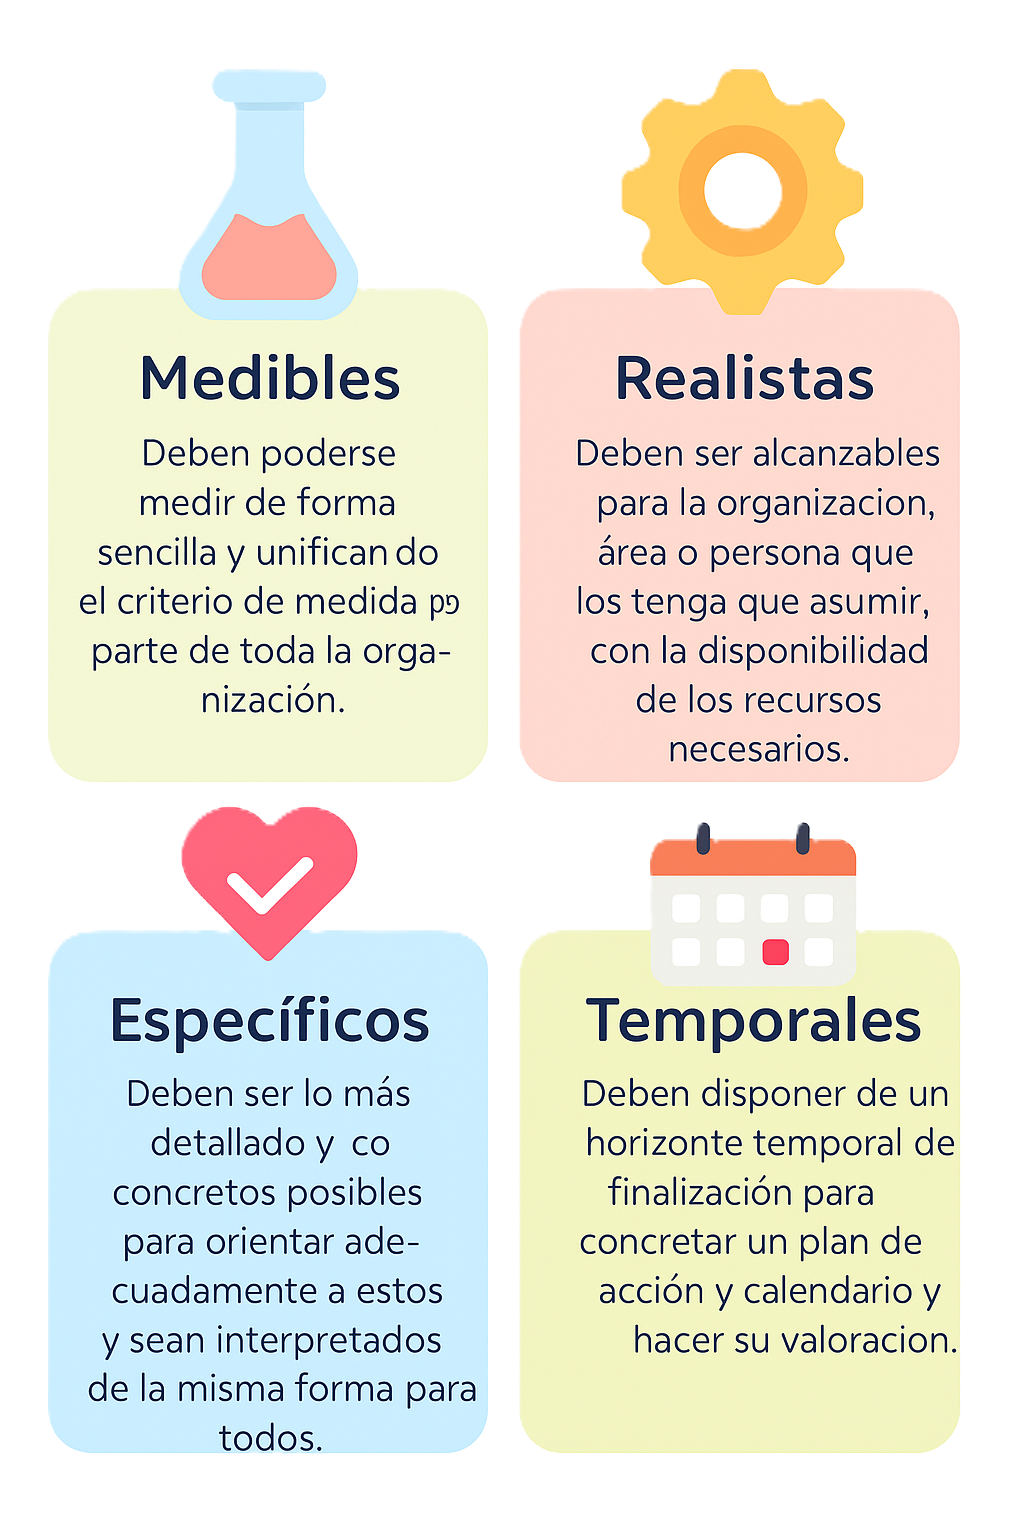 Medibles
Deben poderse
medir de forma
sencilla y unifican do
el criterio de medida
parte de toda la orga-
nización.
Realistas
Deben ser alcanzables
para la organizacion,
área o persona que
los tenga que asumir,
con la disponibilidad
de los recursos
necesarios.
Específicos
Deben ser lo más
detallado y co
concretos posibles
para orientar ade-
cuadamente a estos
y sean interpretados
de la misma forma para
todos.
Temporales
Deben disponer de un
horizonte temporal de
finalización para
concretar un plan de
acción y calendario y
hacer su valoracion.